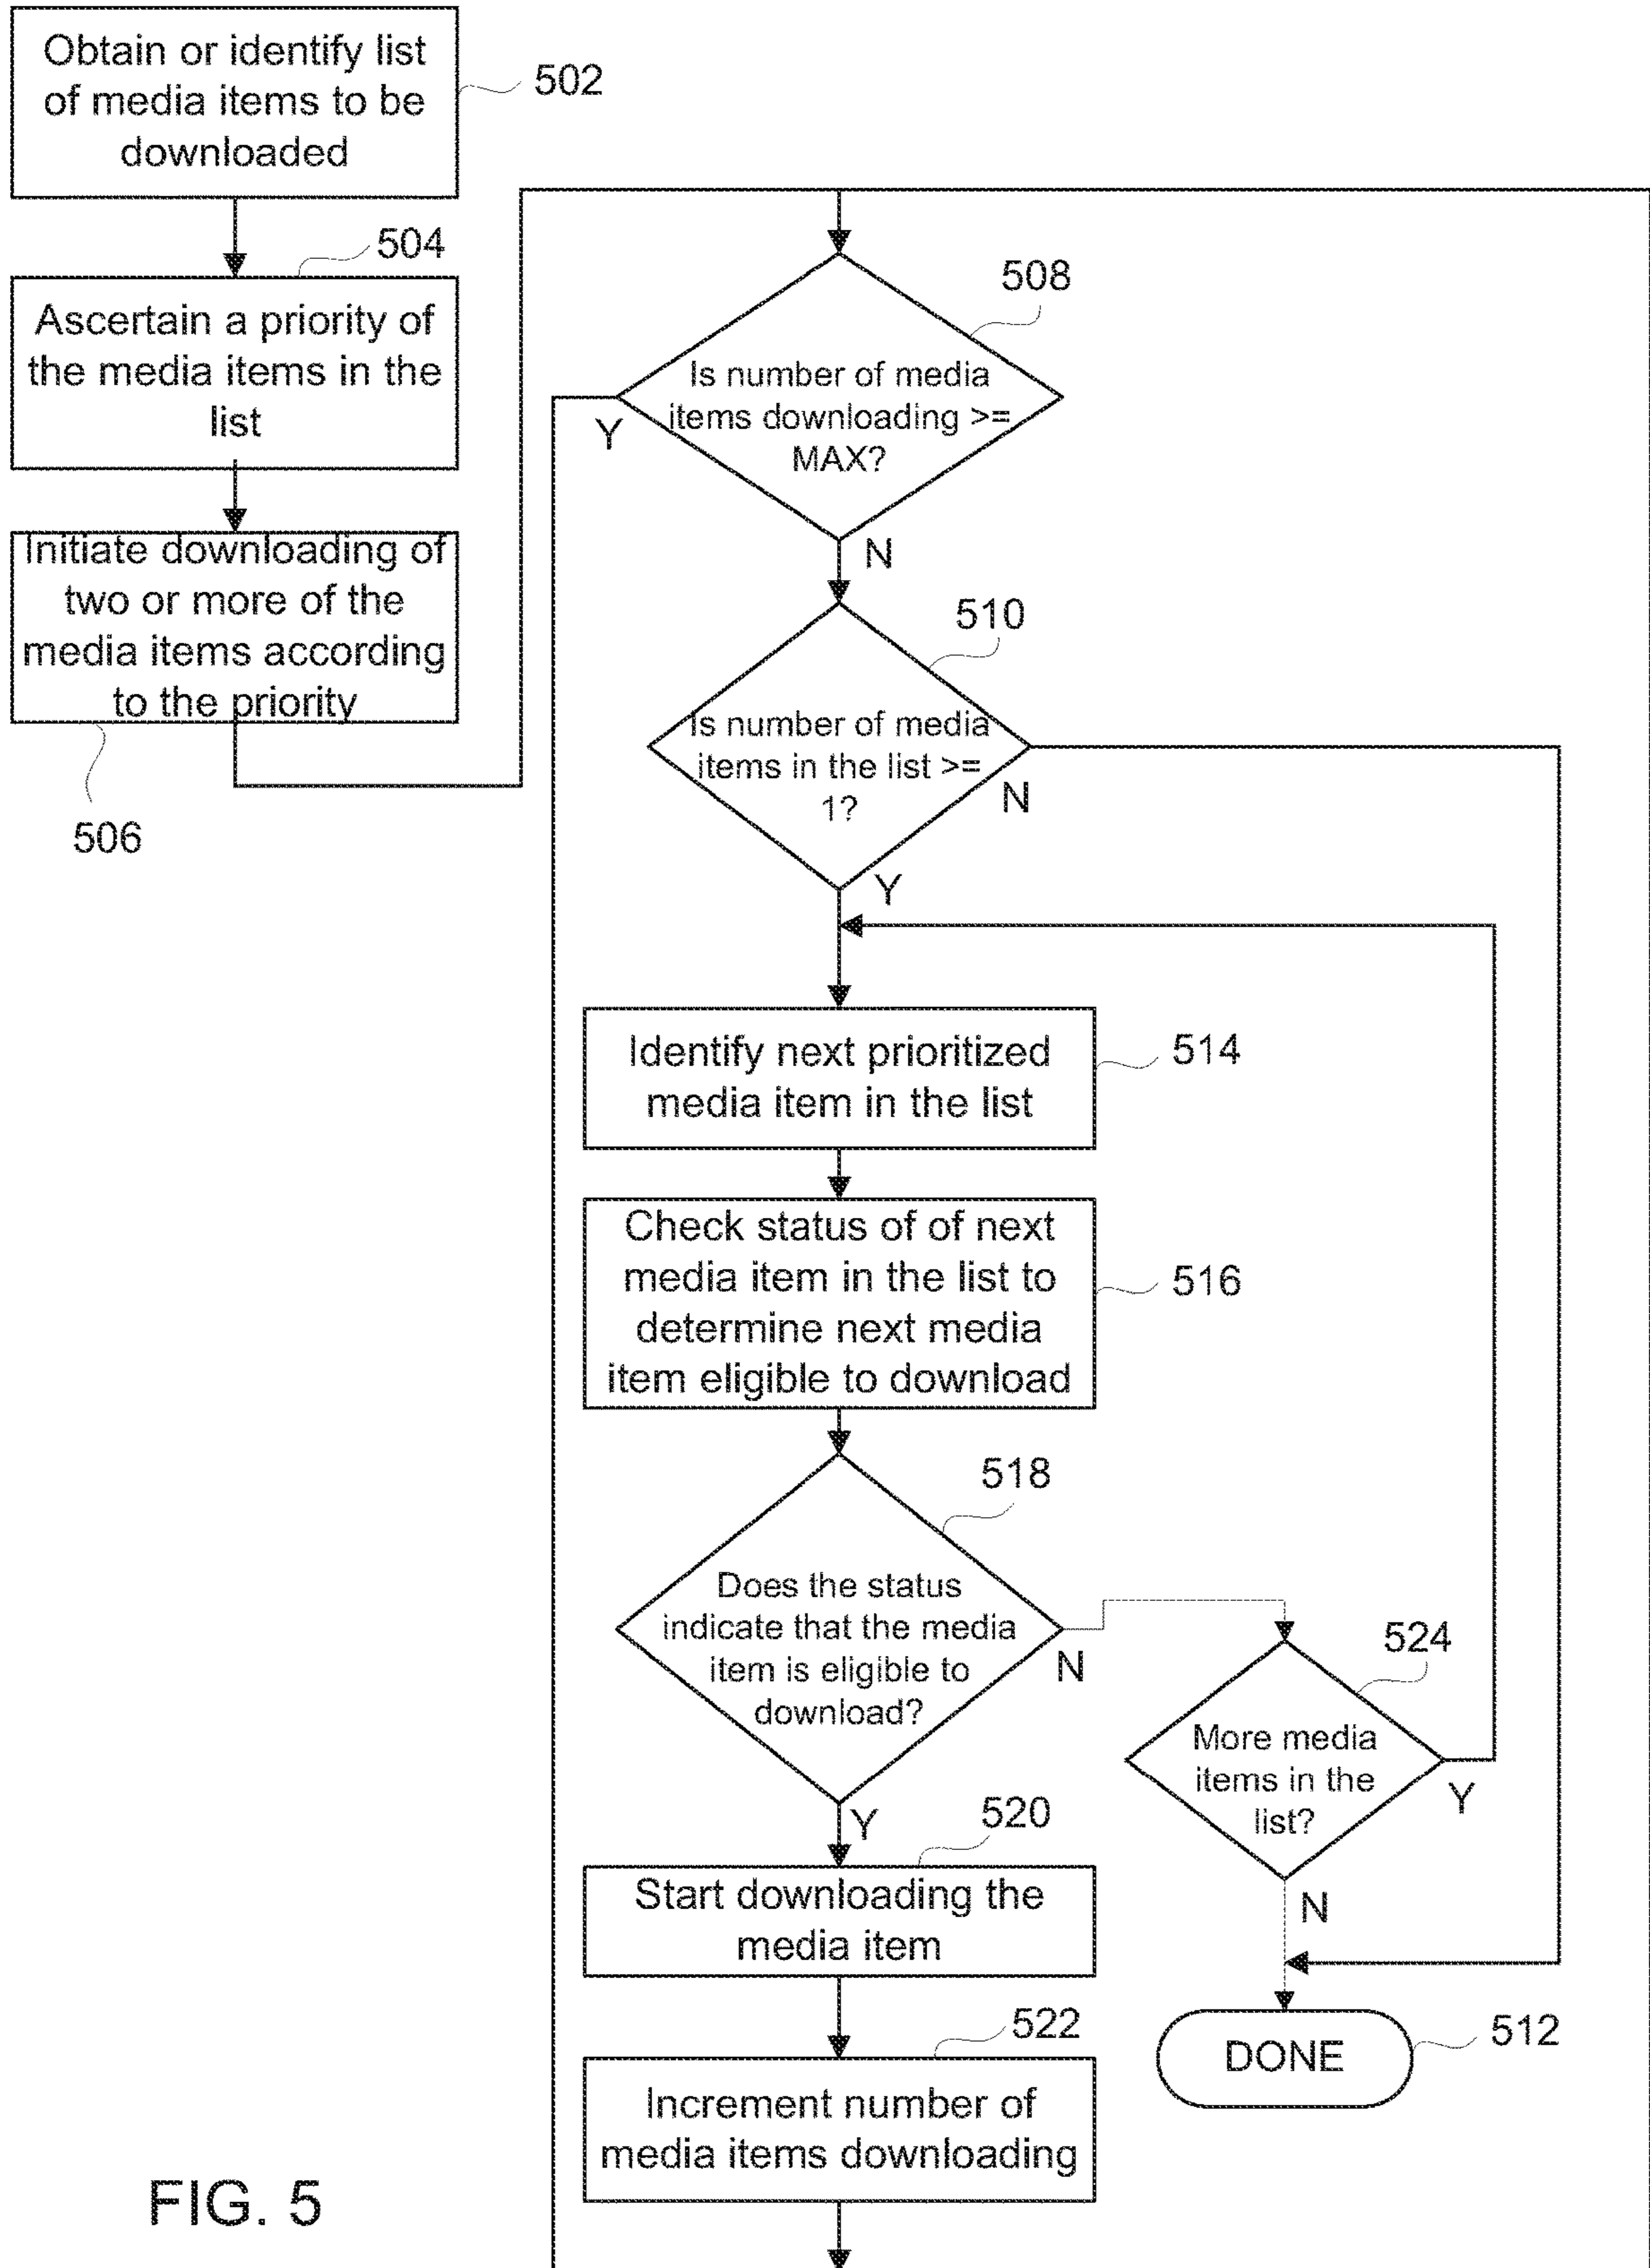 Obtain or identify list
of media items to be
downloaded
502
504
Ascertain a priority of
the media items in the
list
Initiate downloading of
two or more of the
media items according
to the priority
506
508
Is number of media
items downloading >=
MAX?
Y
N
510
Is number of media
items in the list >=
1?
N
Y
Identify next prioritized
media item in the list
514
Check status of of next
media item in the list to
determine next media
item eligible to download
516
518
Does the status
indicate that the media
item is eligible to
download?
N
Y
524
More media
items in the
list?
Y
N
520
Start downloading the
media item
522
Increment number of
media items downloading
DONE
512
FIG. 5